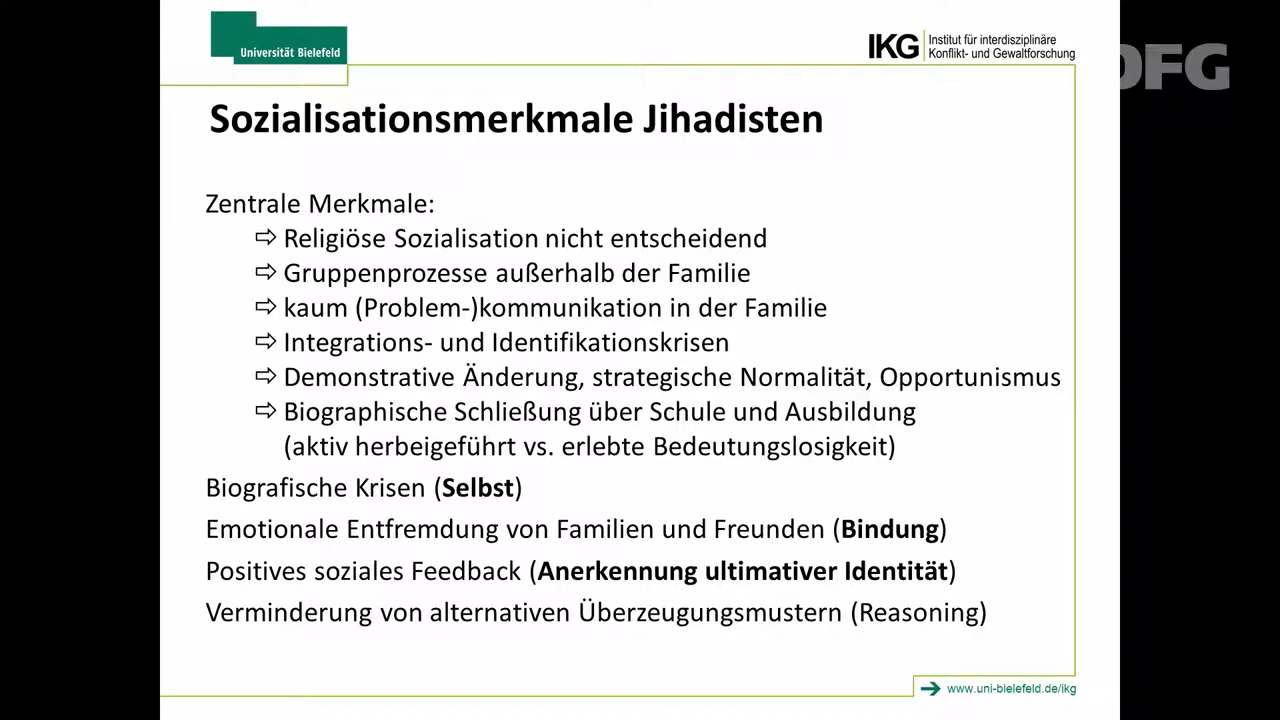 Universität Bielefeld
IKG Institut für interdisziplinäre
Konflikt- und Gewaltforschung
DFG
Sozialisationsmerkmale Jihadisten
Zentrale Merkmale:
⇨ Religiöse Sozialisation nicht entscheidend
⇨ Gruppenprozesse außerhalb der Familie
⇨ kaum (Problem-)kommunikation in der Familie
⇨ Integrations- und Identifikationskrisen
⇨ Demonstrative Änderung, strategische Normalität, Opportunismus
⇨ Biographische Schließung über Schule und Ausbildung
(aktiv herbeigeführt vs. erlebte Bedeutungslosigkeit)
Biografische Krisen (Selbst)
Emotionale Entfremdung von Familien und Freunden (Bindung)
Positives soziales Feedback (Anerkennung ultimativer Identität)
Verminderung von alternativen Überzeugungsmustern (Reasoning)
www.uni-bielefeld.de/ikg